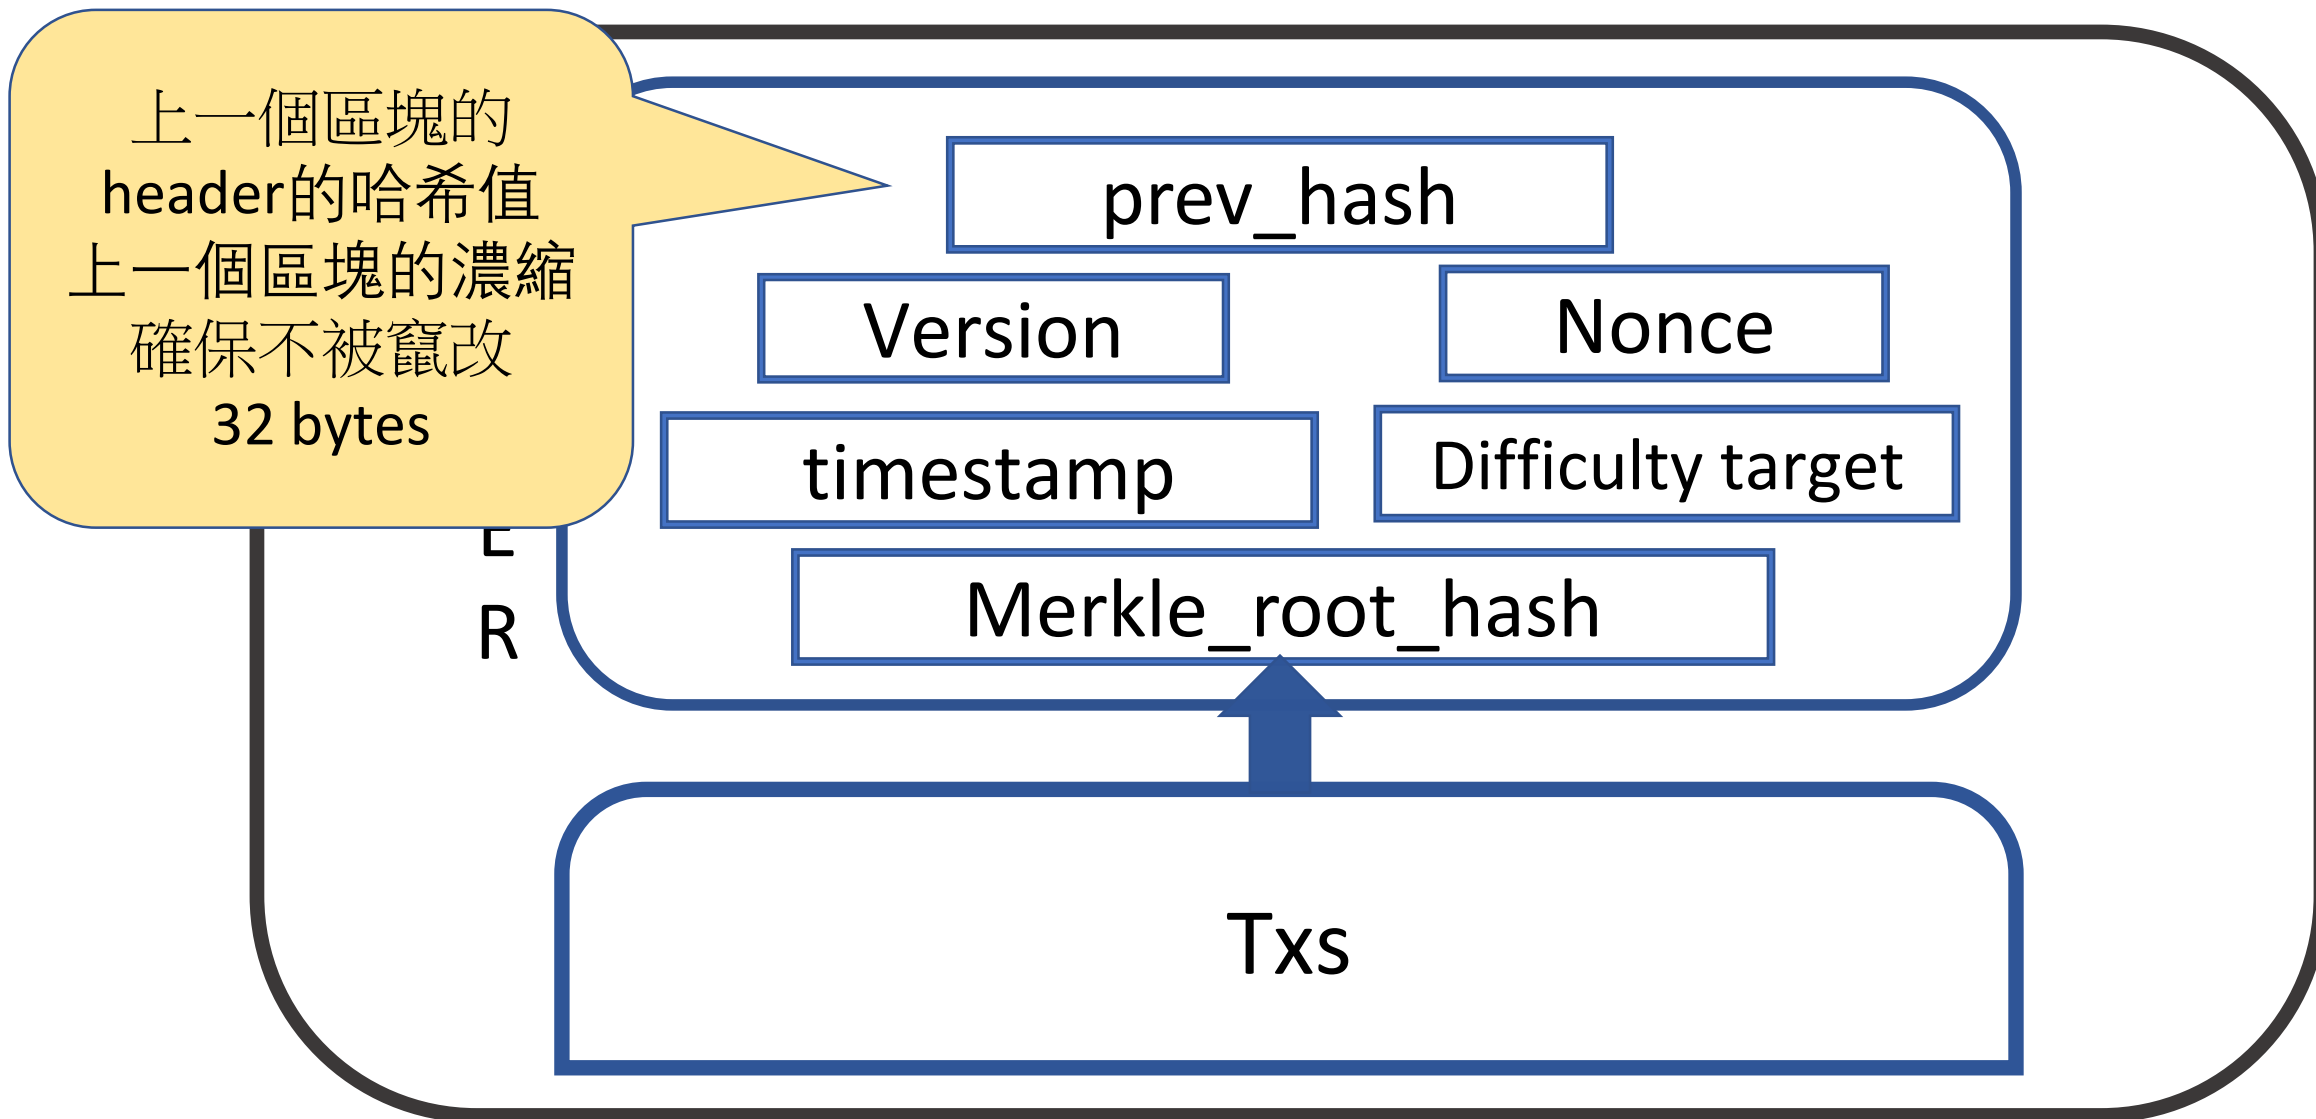 上一個區塊的
header的哈希值
上一個區塊的濃縮
確保不被竄改
32 bytes
prev_hash
Version
Nonce
timestamp
Difficulty target
E
R
Merkle_root_hash
Txs